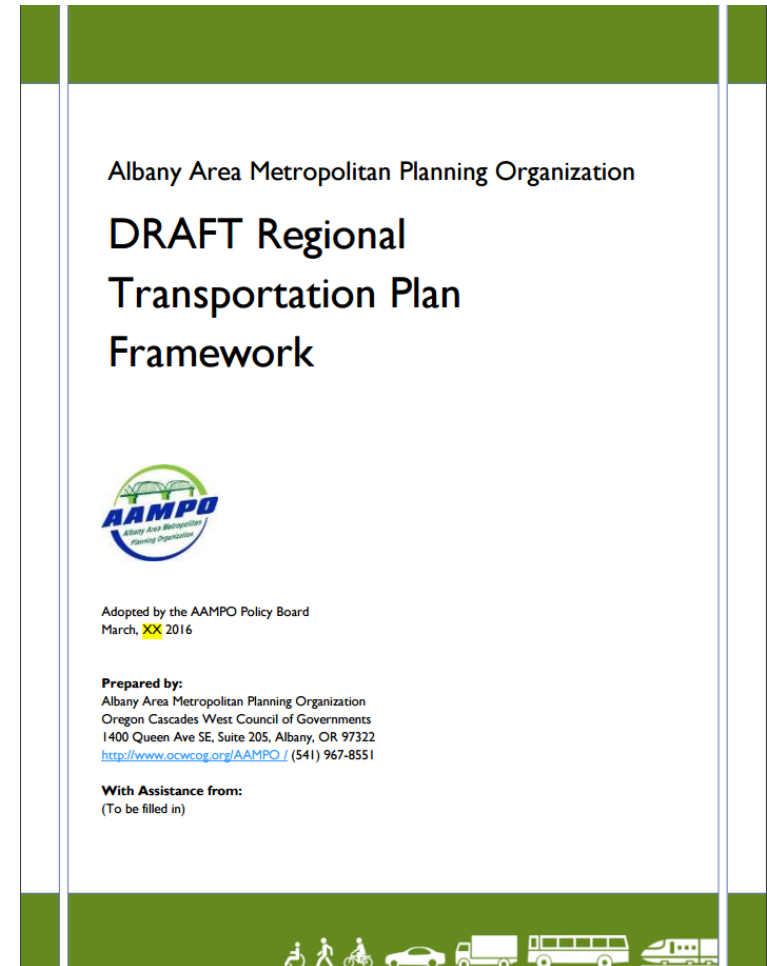 Albany Area Metropolitan Planning Organization
DRAFT Regional
Transportation Plan
Framework
AAMPO
Albany Area Metropolitan
Planning Organization
Adopted by the AAMPO Policy Board
March, XX 2016
Prepared by:
Albany Area Metropolitan Planning Organization
Oregon Cascades West Council of Governments
1400 Queen Ave SE, Suite 205, Albany, OR 97322
http://www.ocwcog.org/AAMPO / (541) 967-8551
With Assistance from:
(To be filled in)